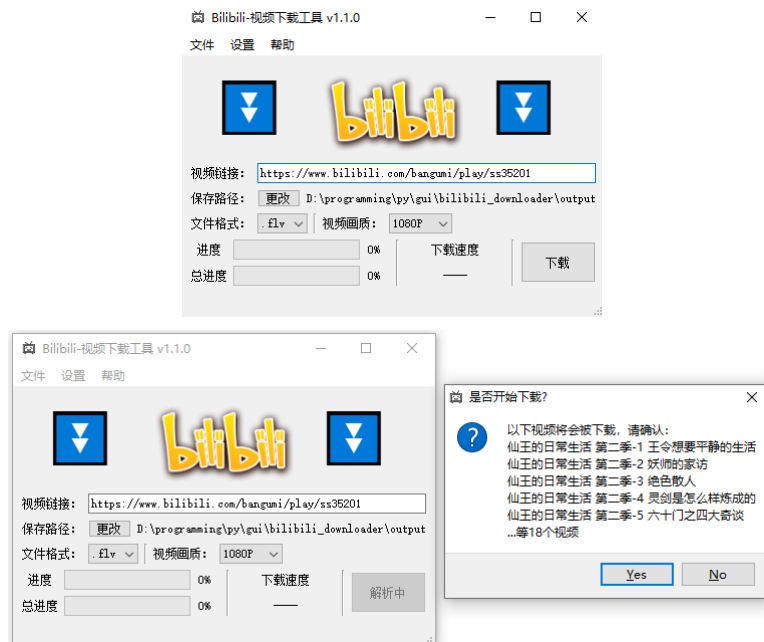 Bilibili-视频下载工具 v1.1.0
文件 设置 帮助
bilibili
视频链接： https://www.bilibili.com/bangumi/play/ss35201
保存路径： 更改 D:\programming\py\gui\bilibili_downloader\output
文件格式： .flv 视频画质： 1080P
进度 0% 下载速度
总进度 0% —— 下载
Bilibili-视频下载工具 v1.1.0
文件 设置 帮助
bilibili
视频链接： https://www.bilibili.com/bangumi/play/ss35201
保存路径： 更改 D:\programming\py\gui\bilibili_downloader\output
文件格式： .flv 视频画质： 1080P
进度 0% 下载速度
总进度 0% —— 解析中
是否开始下载?
以下视频将会被下载，请确认：
仙王的日常生活 第二季-1 王令想要平静的生活
仙王的日常生活 第二季-2 妖师的家访
仙王的日常生活 第二季-3 绝色散人
仙王的日常生活 第二季-4 灵剑是怎么样炼成的
仙王的日常生活 第二季-5 六十门之四大奇谈
...等18个视频
Yes No